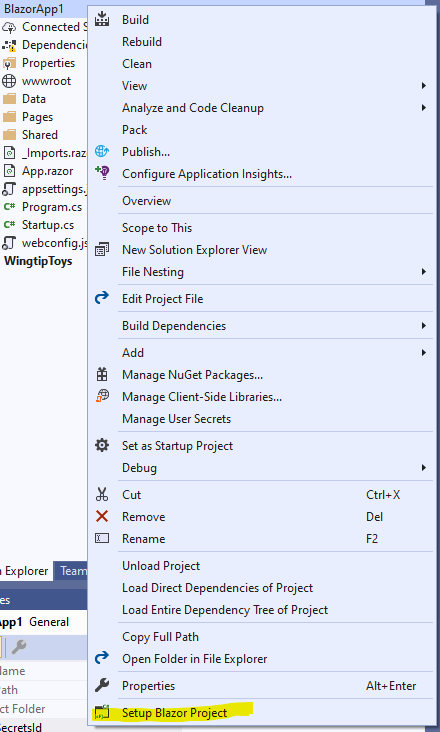 BlazorApp1
Connected S
Dependencie
Properties
wwwroot
Data
Pages
Shared
_Imports.raz
App.razor
appsettings.j
Program.cs
Startup.cs
webconfig.js
WingtipToys
Build
Rebuild
Clean
View
Analyze and Code Cleanup
Pack
Publish...
Configure Application Insights...
Overview
Scope to This
New Solution Explorer View
File Nesting
Edit Project File
Build Dependencies
Add
Manage NuGet Packages...
Manage Client-Side Libraries...
Manage User Secrets
Set as Startup Project
Debug
Cut Ctrl+X
Remove Del
Rename F2
Unload Project
Load Direct Dependencies of Project
Load Entire Dependency Tree of Project
Copy Full Path
Open Folder in File Explorer
Properties Alt+Enter
Setup Blazor Project
n Explorer Team
es
App1 General
Name
Path
ct Folder
SecretsId